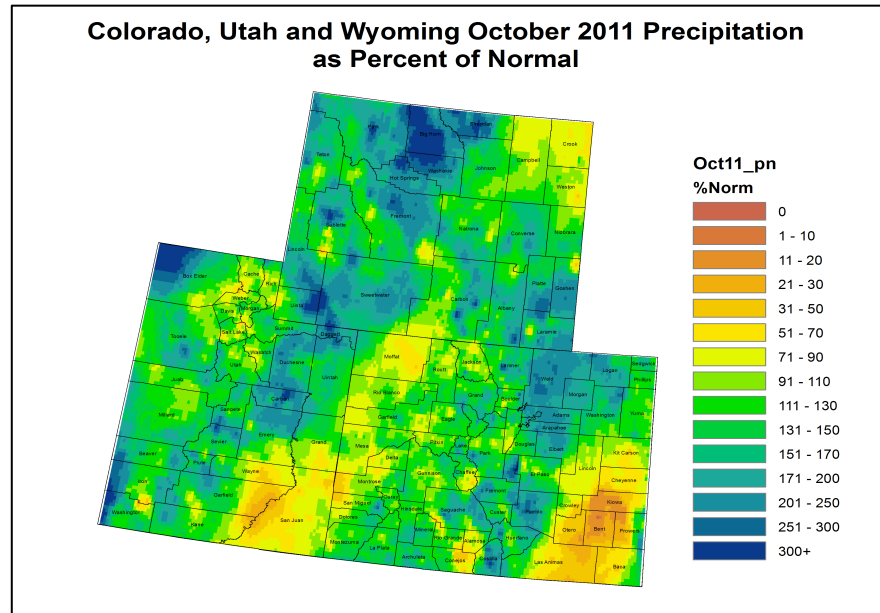 Colorado, Utah and Wyoming October 2011 Precipitation
as Percent of Normal
Oct11_pn
%Norm
0
1 - 10
11 - 20
21 - 30
31 - 50
51 - 70
71 - 90
91 - 110
111 - 130
131 - 150
151 - 170
171 - 200
201 - 250
251 - 300
300+
Park
Big Horn
Sheridan
Crook
Campbell
Teton
Washakie
Johnson
Hot Springs
Weston
Fremont
Sublette
Natrona
Converse
Niobrara
Lincoln
Platte
Goshen
Sweetwater
Carbon
Albany
Uinta
Laramie
Box Elder
Cache
Rich
Weber
Morgan
Davis
Salt Lake
Summit
Daggett
Tooele
Wasatch
Duchesne
Utah
Uintah
Juab
Carbon
Sanpete
Millard
Emery
Sevier
Grand
Beaver
Piute
Wayne
Iron
Garfield
Washington
Kane
San Juan
Moffat
Routt
Jackson
Larimer
Weld
Logan
Sedgwick
Phillips
Rio Blanco
Grand
Boulder
Morgan
Washington
Yuma
Garfield
Eagle
Adams
Arapahoe
Pitkin
Lake
Park
Douglas
Elbert
Kit Carson
Mesa
Delta
Gunnison
Chaffee
El Paso
Lincoln
Cheyenne
Montrose
Ouray
Fremont
Crowley
Kiowa
San Miguel
Hinsdale
Saguache
Custer
Pueblo
Otero
Bent
Prowers
Dolores
Mineral
Rio Grande
Alamosa
Huerfano
Montezuma
La Plata
Archuleta
Conejos
Costilla
Las Animas
Baca